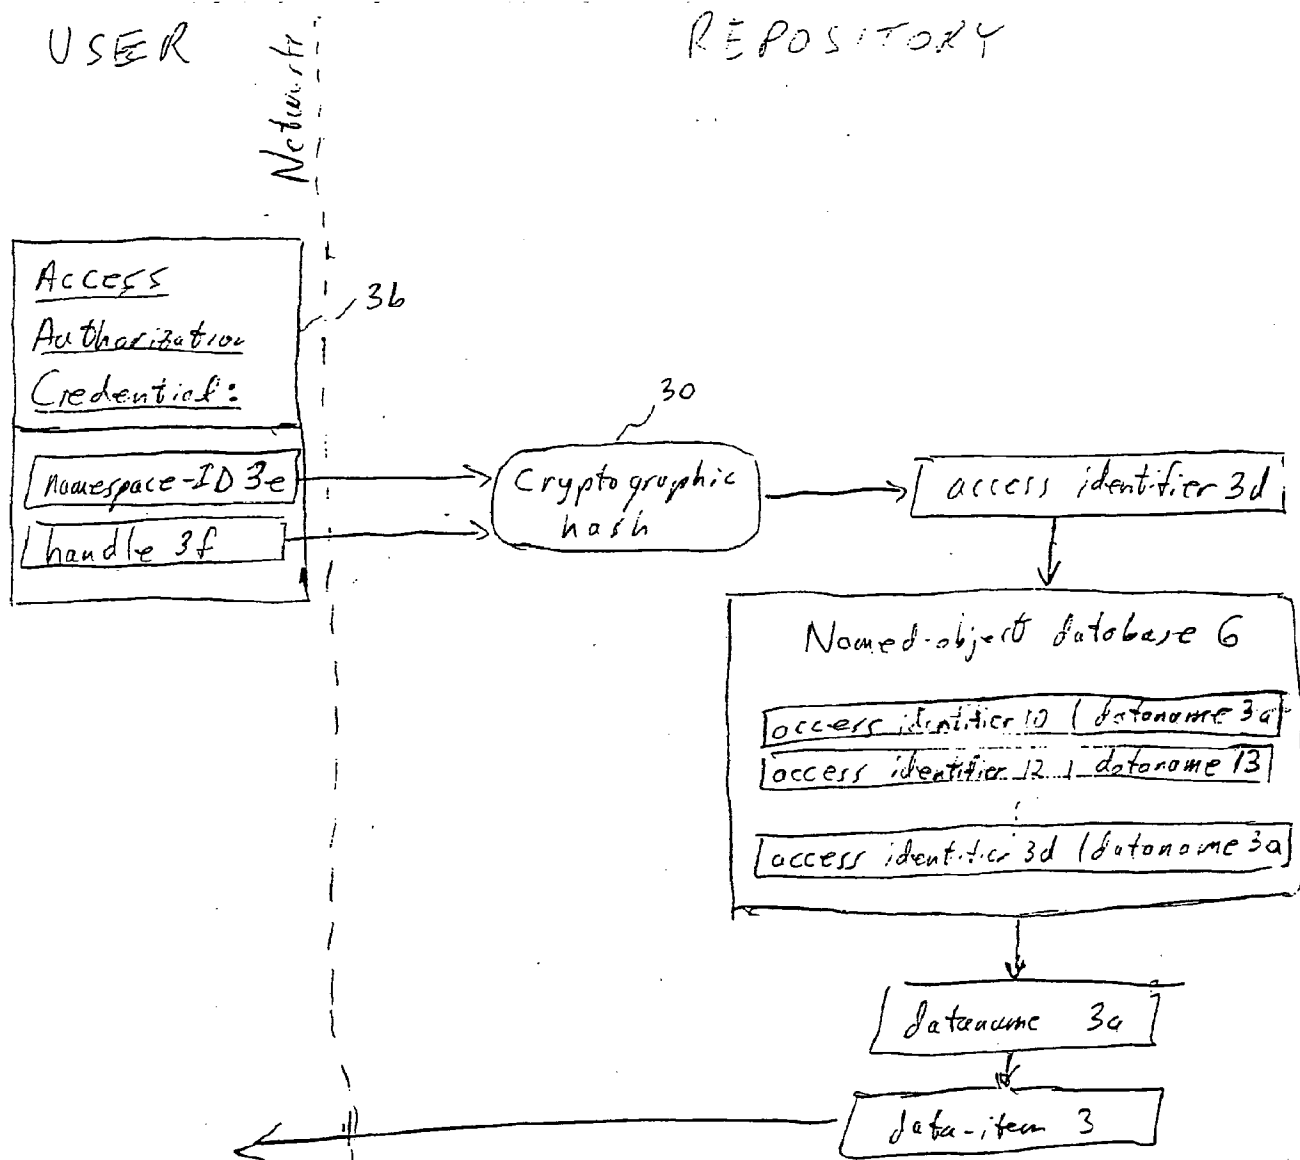 USER
REPOSITORY
Network
Access
Authorization
Credential:
3b
30
namespace-ID 3e
handle 3f
Cryptographic
hash
access identifier 3d
Named-object database 6
access identifier 10 | dataname 3a
access identifier 12 | dataname 13
access identifier 3d | dataname 3a
dataname 3a
data-item 3